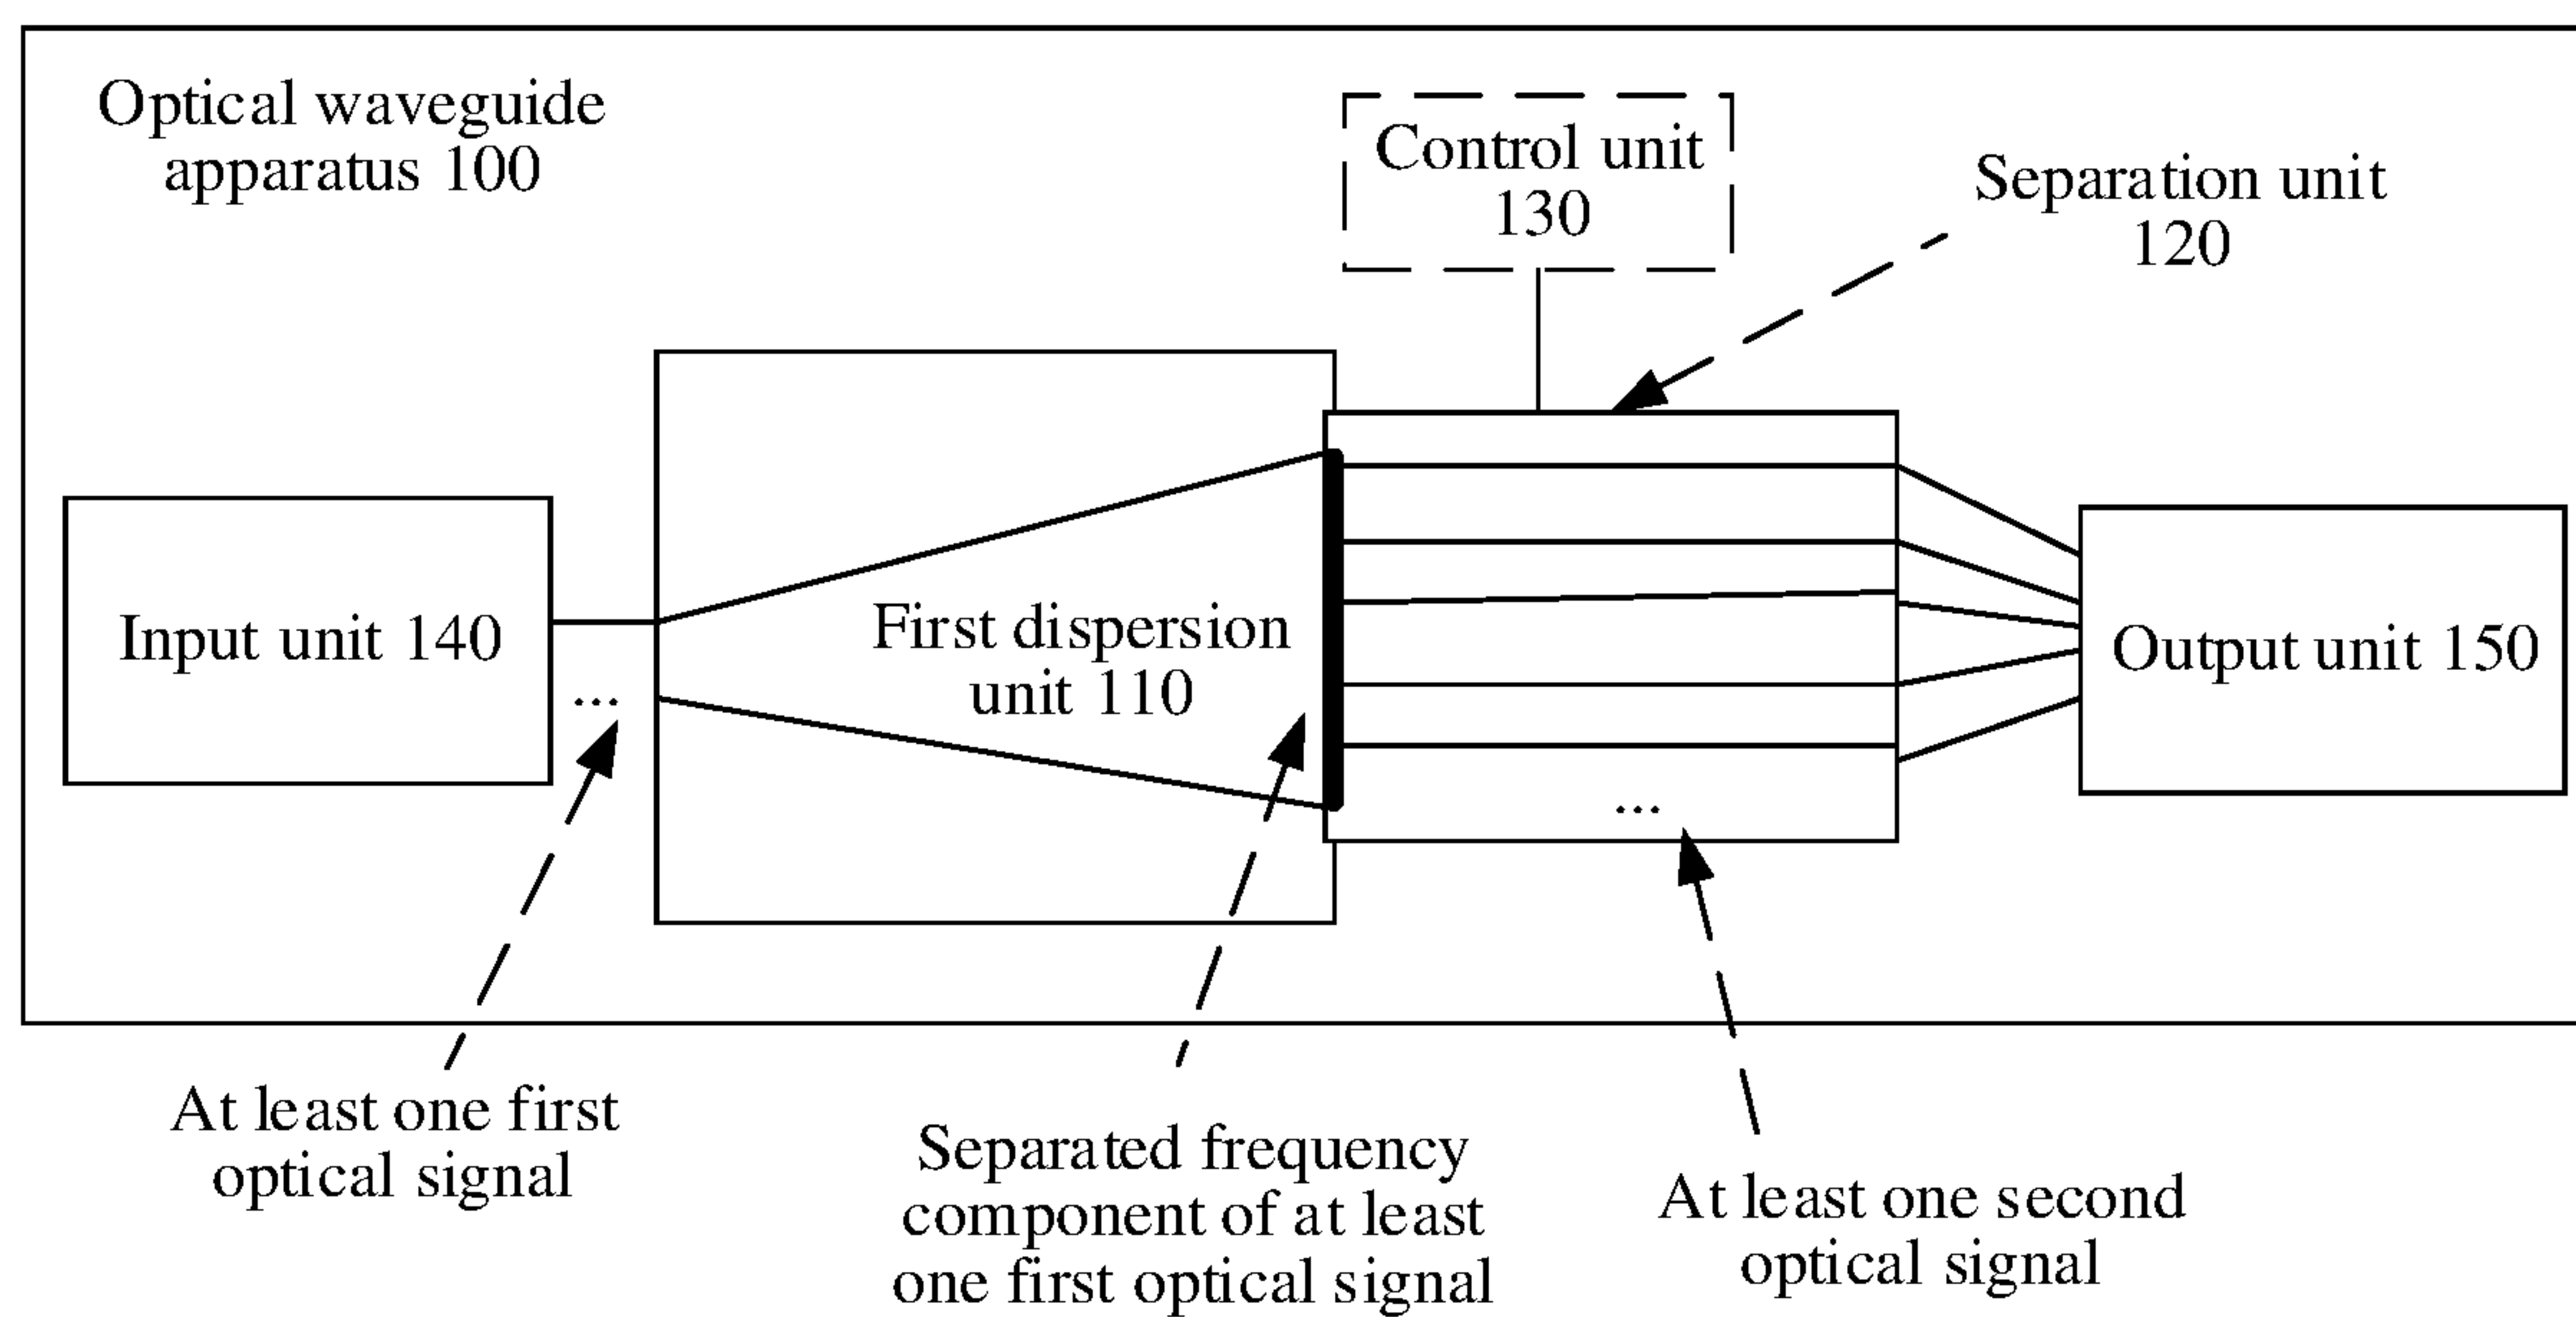 Optical waveguide
apparatus 100
Control unit
130
Separation unit
120
Input unit 140
...
First dispersion
unit 110
Output unit 150
...
At least one first
optical signal
Separated frequency
component of at least
one first optical signal
At least one second
optical signal